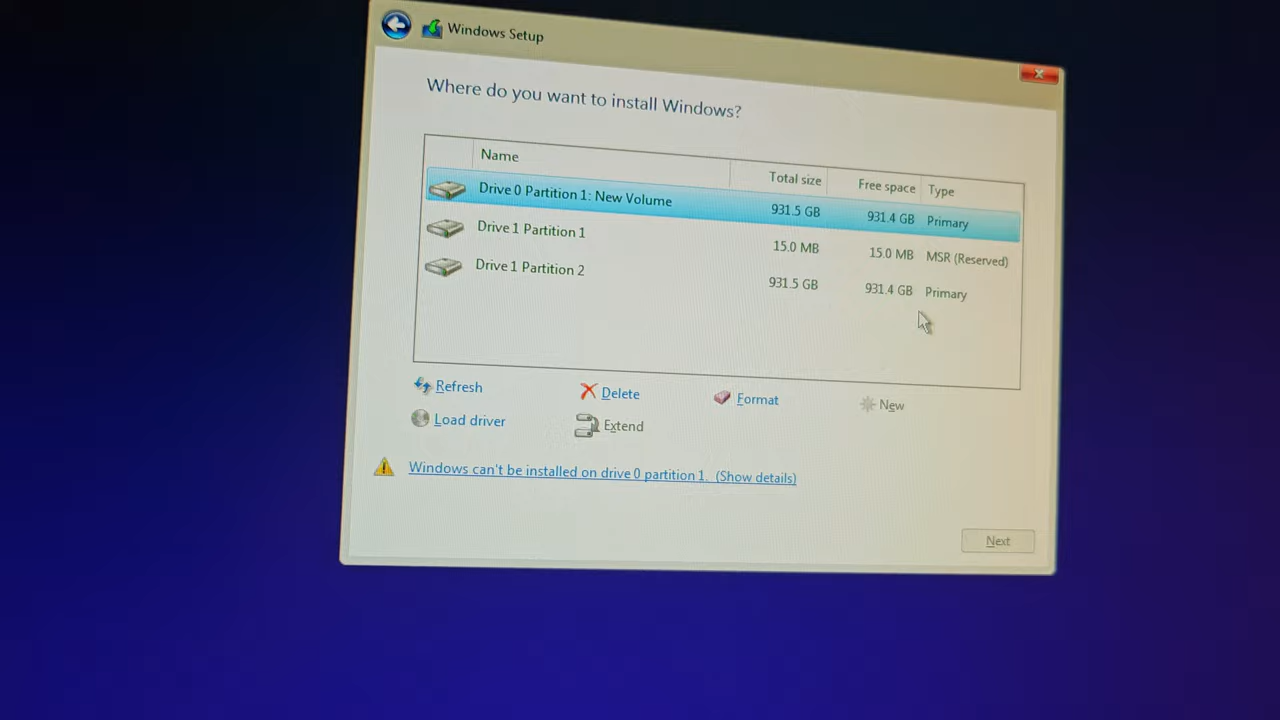 Windows Setup
Where do you want to install Windows?
Name Total size Free space Type
Drive 0 Partition 1: New Volume 931.5 GB 931.4 GB Primary
Drive 1 Partition 1 15.0 MB 15.0 MB MSR (Reserved)
Drive 1 Partition 2 931.5 GB 931.4 GB Primary
Refresh Delete Format New
Load driver Extend
Windows can't be installed on drive 0 partition 1. (Show details)
Next